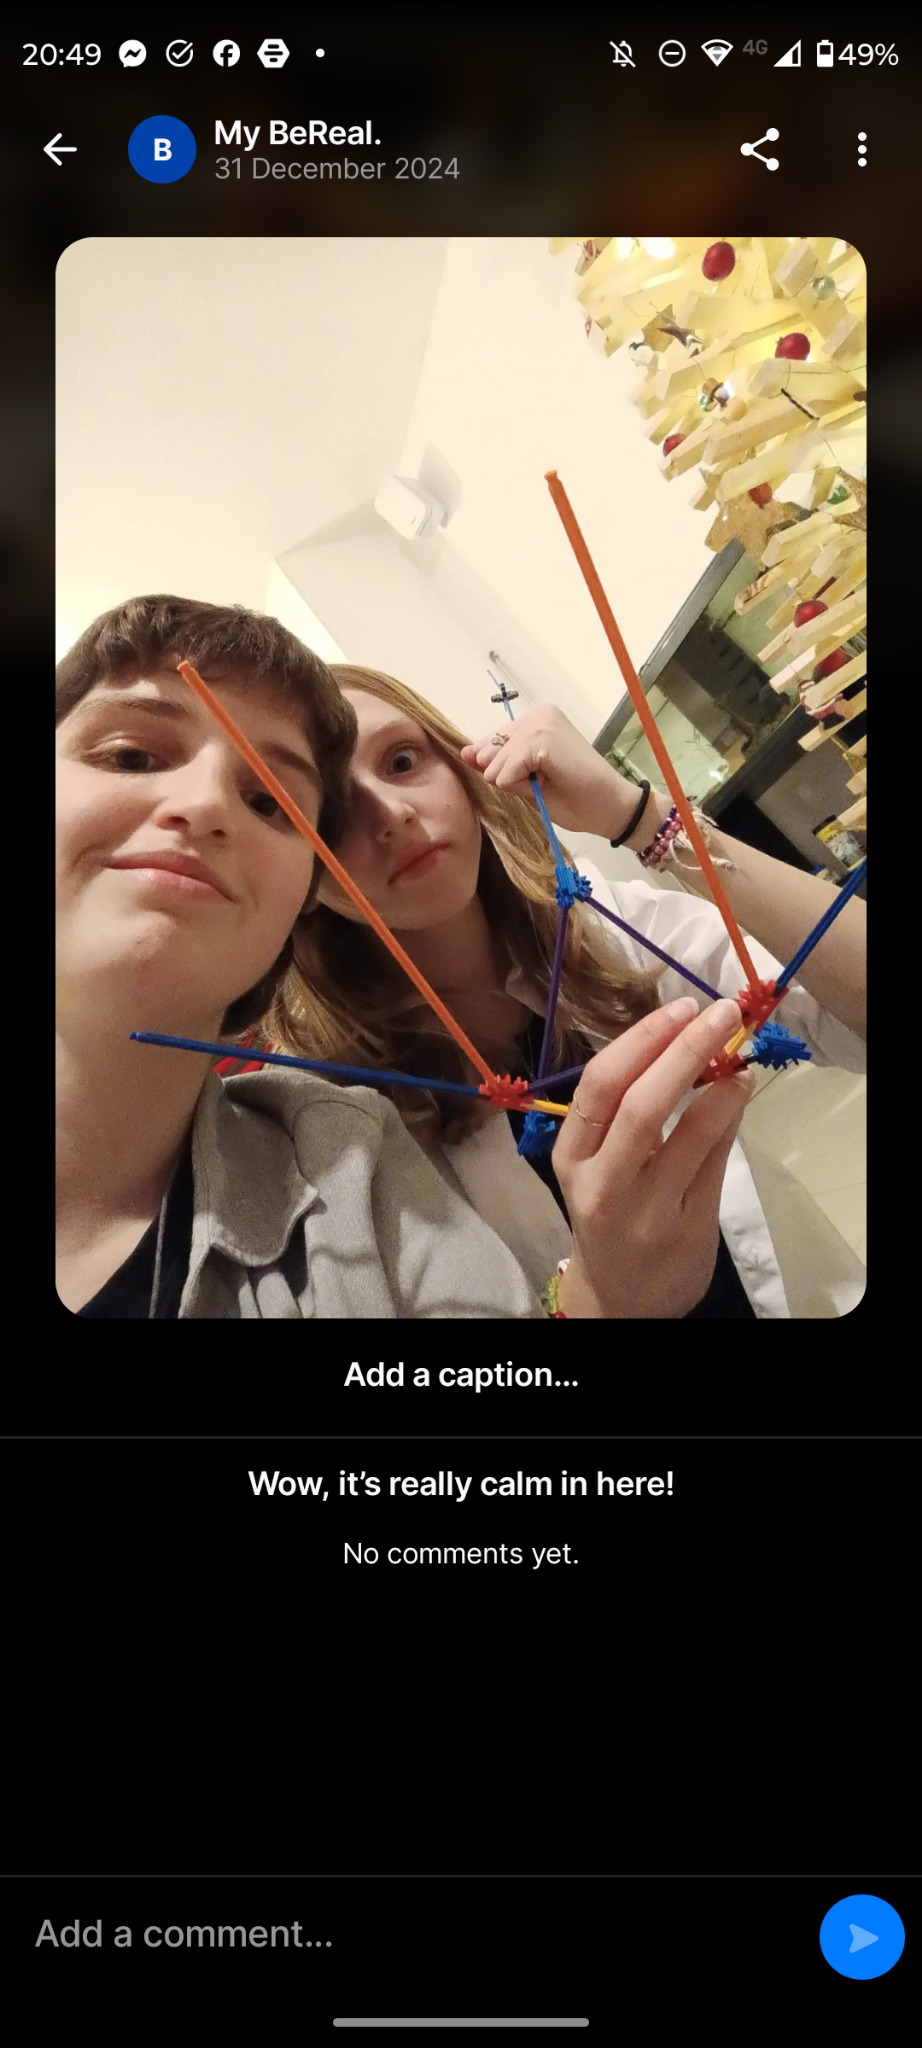 20:49
4G
49%
B
My BeReal.
31 December 2024
Add a caption...
Wow, it's really calm in here!
No comments yet.
Add a comment...